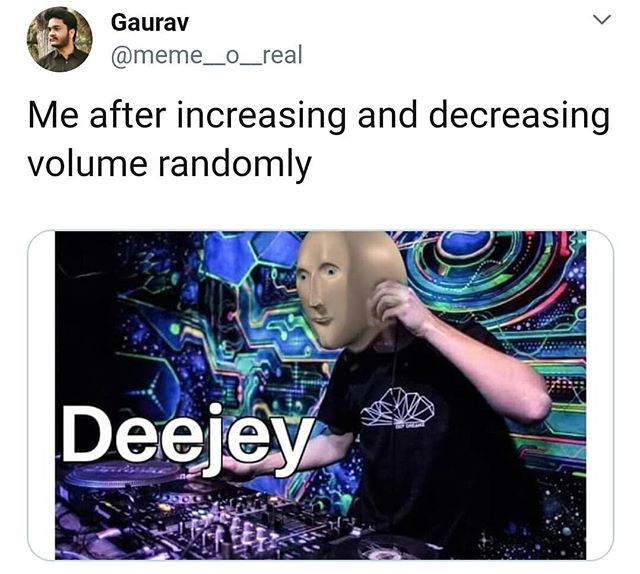 Gaurav
@meme__o__real
Me after increasing and decreasing
volume randomly
Deejey